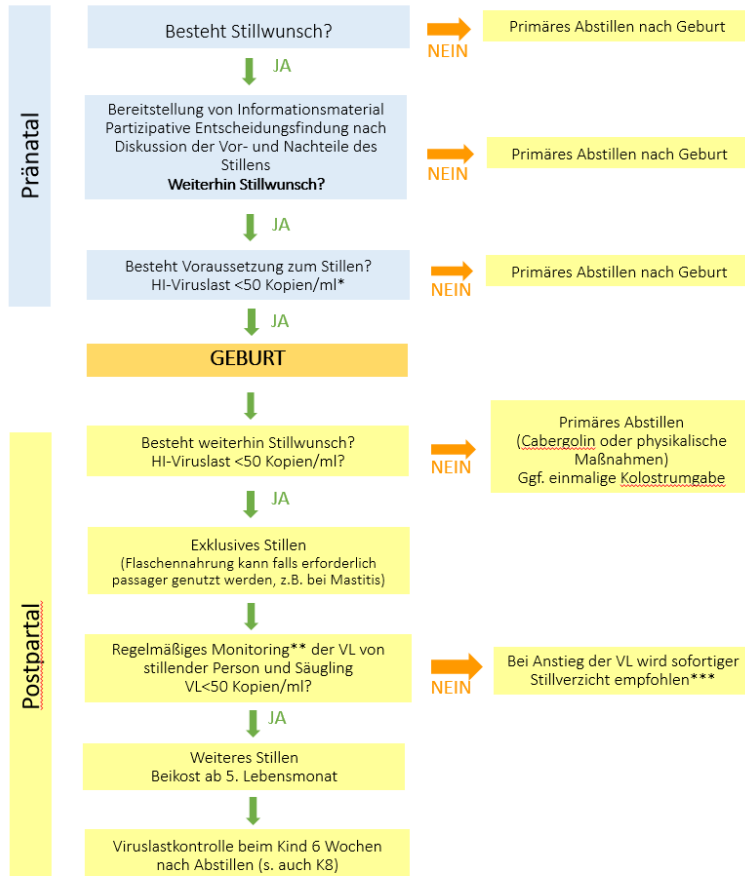 Pränatal
Besteht Stillwunsch?
NEIN
Primäres Abstillen nach Geburt
JA
Bereitstellung von Informationsmaterial
Partizipative Entscheidungsfindung nach
Diskussion der Vor- und Nachteile des
Stillens
Weiterhin Stillwunsch?
NEIN
Primäres Abstillen nach Geburt
JA
Besteht Voraussetzung zum Stillen?
HI-Viruslast <50 Kopien/ml*
NEIN
Primäres Abstillen nach Geburt
JA
GEBURT
Postpartal
Besteht weiterhin Stillwunsch?
HI-Viruslast <50 Kopien/ml?
NEIN
Primäres Abstillen
(Cabergolin oder physikalische
Maßnahmen)
Ggf. einmalige Kolostrumgabe
JA
Exklusives Stillen
(Flaschennahrung kann falls erforderlich
passager genutzt werden, z.B. bei Mastitis)
Regelmäßiges Monitoring** der VL von
stillender Person und Säugling
VL<50 Kopien/ml?
NEIN
Bei Anstieg der VL wird sofortiger
Stillverzicht empfohlen***
JA
Weiteres Stillen
Beikost ab 5. Lebensmonat
Viruslastkontrolle beim Kind 6 Wochen
nach Abstillen (s. auch K8)